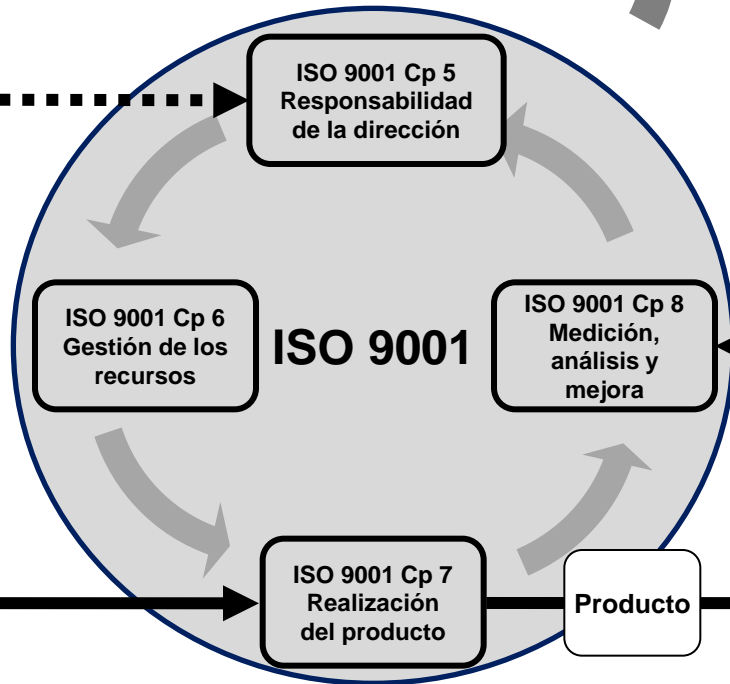 ISO 9001 Cp 5
Responsabilidad
de la dirección
ISO 9001 Cp 6
Gestión de los
recursos
ISO 9001
ISO 9001 Cp 8
Medición,
análisis y
mejora
ISO 9001 Cp 7
Realización
del producto
Producto